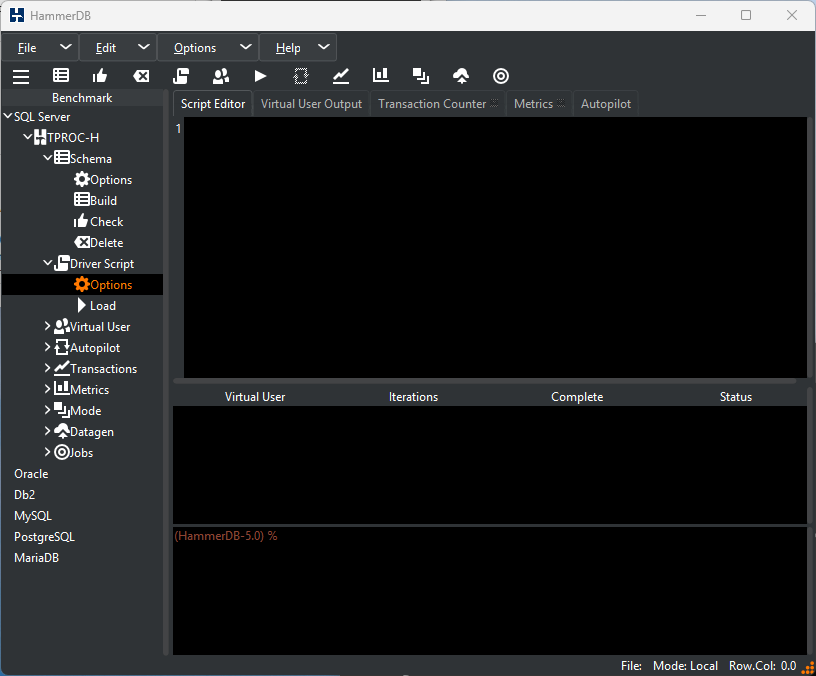 HammerDB
File Edit Options Help
Benchmark
SQL Server
TPROC-H
Schema
Options
Build
Check
Delete
Driver Script
Options
Load
Virtual User
Autopilot
Transactions
Metrics
Mode
Datagen
Jobs
Oracle
Db2
MySQL
PostgreSQL
MariaDB
Script Editor Virtual User Output Transaction Counter Metrics Autopilot
1
Virtual User Iterations Complete Status
(HammerDB-5.0) %
File: Mode: Local Row.Col: 0.0